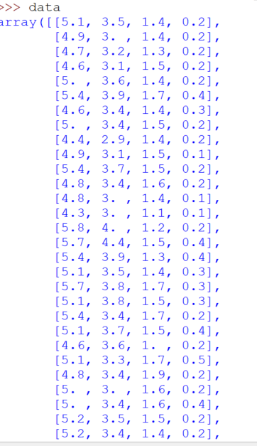 >>> data
array([[5.1, 3.5, 1.4, 0.2],
[4.9, 3. , 1.4, 0.2],
[4.7, 3.2, 1.3, 0.2],
[4.6, 3.1, 1.5, 0.2],
[5. , 3.6, 1.4, 0.2],
[5.4, 3.9, 1.7, 0.4],
[4.6, 3.4, 1.4, 0.3],
[5. , 3.4, 1.5, 0.2],
[4.4, 2.9, 1.4, 0.2],
[4.9, 3.1, 1.5, 0.1],
[5.4, 3.7, 1.5, 0.2],
[4.8, 3.4, 1.6, 0.2],
[4.8, 3. , 1.4, 0.1],
[4.3, 3. , 1.1, 0.1],
[5.8, 4. , 1.2, 0.2],
[5.7, 4.4, 1.5, 0.4],
[5.4, 3.9, 1.3, 0.4],
[5.1, 3.5, 1.4, 0.3],
[5.7, 3.8, 1.7, 0.3],
[5.1, 3.8, 1.5, 0.3],
[5.4, 3.4, 1.7, 0.2],
[5.1, 3.7, 1.5, 0.4],
[4.6, 3.6, 1. , 0.2],
[5.1, 3.3, 1.7, 0.5],
[4.8, 3.4, 1.9, 0.2],
[5. , 3. , 1.6, 0.2],
[5. , 3.4, 1.6, 0.4],
[5.2, 3.5, 1.5, 0.2],
[5.2, 3.4, 1.4, 0.2],